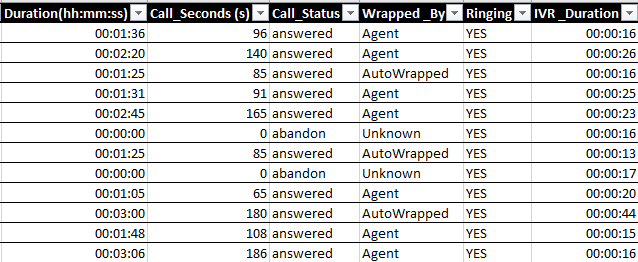 Duration(hh:mm:ss) Call_Seconds (s) Call_Status Wrapped _By Ringing IVR _Duration
00:01:36 96 answered Agent YES 00:00:16
00:02:20 140 answered Agent YES 00:00:26
00:01:25 85 answered AutoWrapped YES 00:00:16
00:01:31 91 answered Agent YES 00:00:25
00:02:45 165 answered Agent YES 00:00:23
00:00:00 0 abandon Unknown YES 00:00:16
00:01:25 85 answered AutoWrapped YES 00:00:13
00:00:00 0 abandon Unknown YES 00:00:17
00:01:05 65 answered Agent YES 00:00:20
00:03:00 180 answered AutoWrapped YES 00:00:44
00:01:48 108 answered Agent YES 00:00:15
00:03:06 186 answered Agent YES 00:00:16